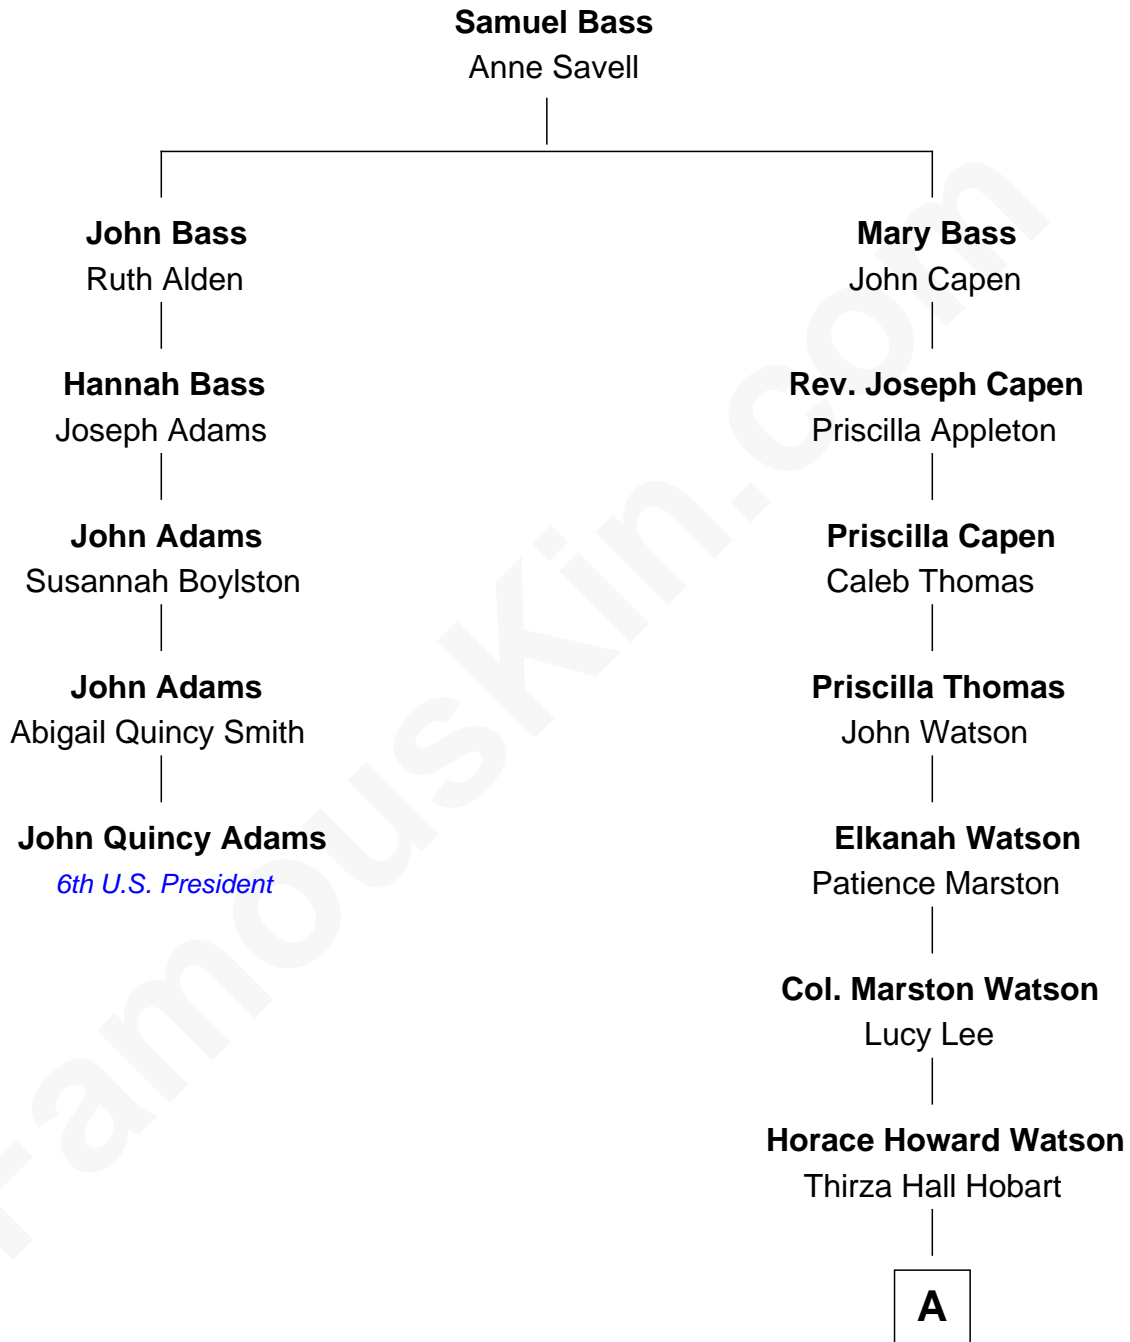 Samuel Bass
Anne Savell
John Bass
Ruth Alden
Hannah Bass
Joseph Adams
John Adams
Susannah Boylston
John Adams
Abigail Quincy Smith
John Quincy Adams
6th U.S. President
Mary Bass
John Capen
Rev. Joseph Capen
Priscilla Appleton
Priscilla Capen
Caleb Thomas
Priscilla Thomas
John Watson
Elkanah Watson
Patience Marston
Col. Marston Watson
Lucy Lee
Horace Howard Watson
Thirza Hall Hobart
A
FamousKin.com